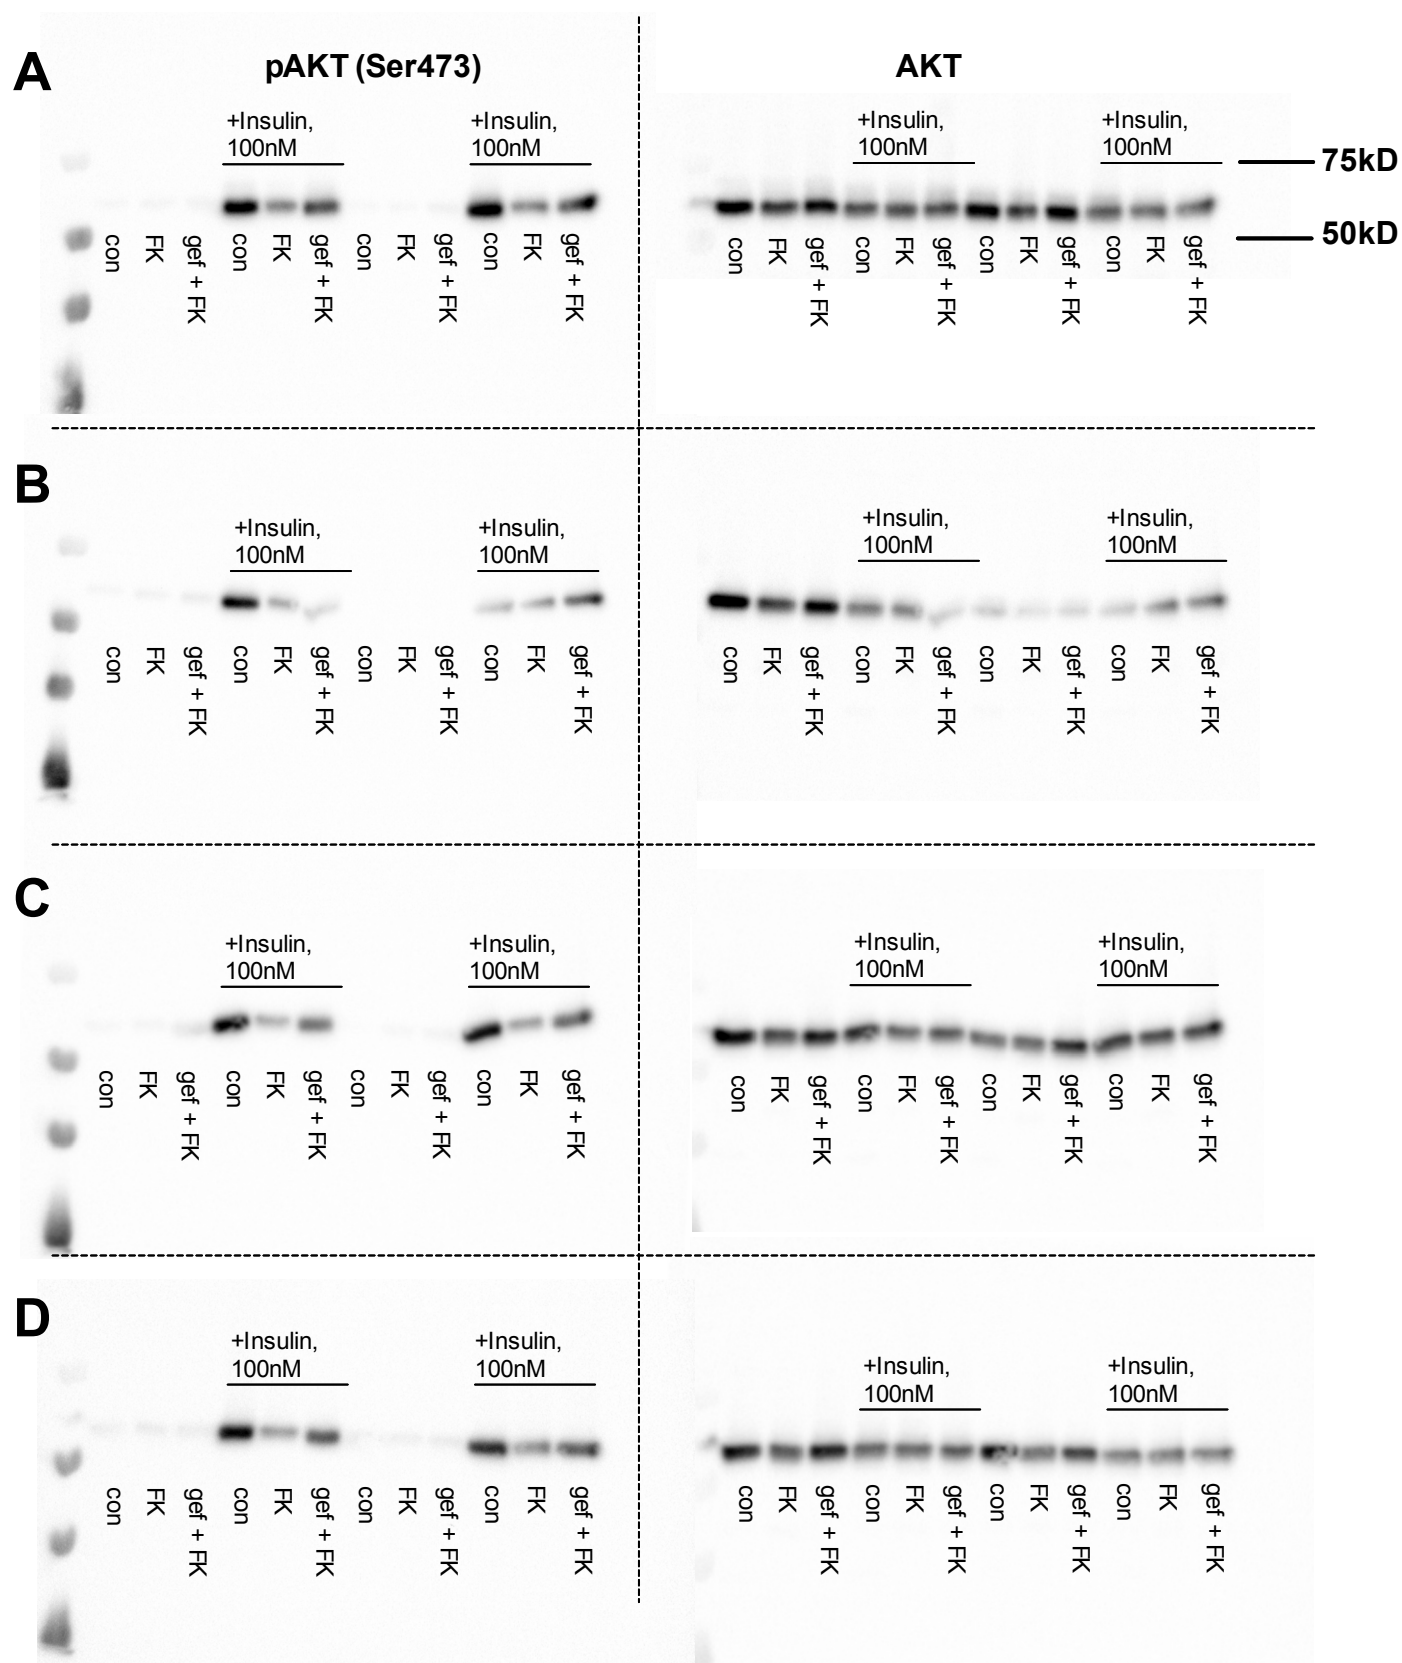 A
pAKT (Ser473)
AKT
+Insulin,
100nM
+Insulin,
100nM
+Insulin,
100nM
+Insulin,
100nM
75kD
50kD
con
FK
gef + FK
con
FK
gef + FK
con
FK
gef + FK
con
FK
gef + FK
con
FK
gef + FK
con
FK
gef + FK
con
FK
gef + FK
con
FK
gef + FK
B
+Insulin,
100nM
+Insulin,
100nM
+Insulin,
100nM
+Insulin,
100nM
con
FK
gef + FK
con
FK
gef + FK
con
FK
gef + FK
con
FK
gef + FK
con
FK
gef + FK
con
FK
gef + FK
con
FK
gef + FK
con
FK
gef + FK
C
+Insulin,
100nM
+Insulin,
100nM
+Insulin,
100nM
+Insulin,
100nM
con
FK
gef + FK
con
FK
gef + FK
con
FK
gef + FK
con
FK
gef + FK
con
FK
gef + FK
con
FK
gef + FK
con
FK
gef + FK
con
FK
gef + FK
D
+Insulin,
100nM
+Insulin,
100nM
+Insulin,
100nM
+Insulin,
100nM
con
FK
gef + FK
con
FK
gef + FK
con
FK
gef + FK
con
FK
gef + FK
con
FK
gef + FK
con
FK
gef + FK
con
FK
gef + FK
con
FK
gef + FK